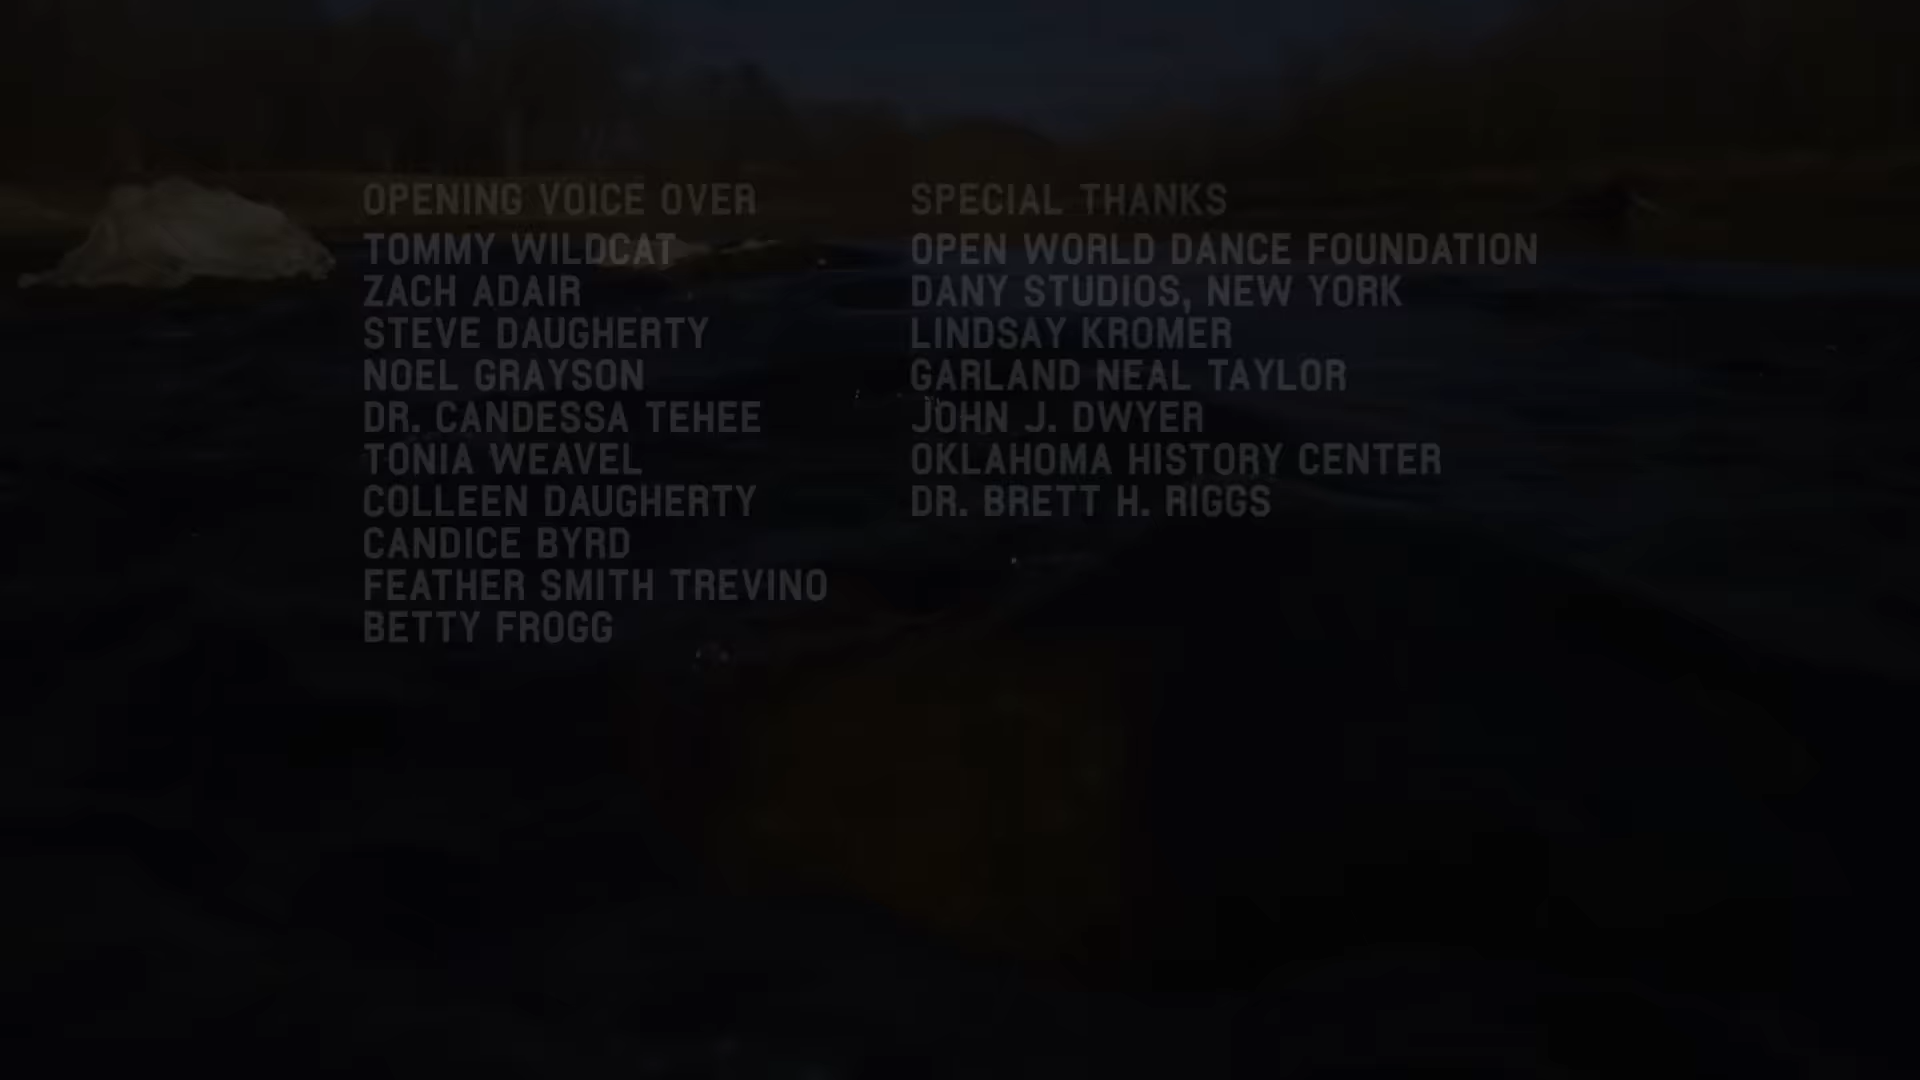 OPENING VOICE OVER
TOMMY WILDCAT
ZACH ADAIR
STEVE DAUGHERTY
NOEL GRAYSON
DR. CANDESSA TEHEE
TONIA WEAVEL
COLLEEN DAUGHERTY
CANDICE BYRD
FEATHER SMITH TREVINO
BETTY FROGG
SPECIAL THANKS
OPEN WORLD DANCE FOUNDATION
DANY STUDIOS, NEW YORK
LINDSAY KROMER
GARLAND NEAL TAYLOR
JOHN J. DWYER
OKLAHOMA HISTORY CENTER
DR. BRETT H. RIGGS